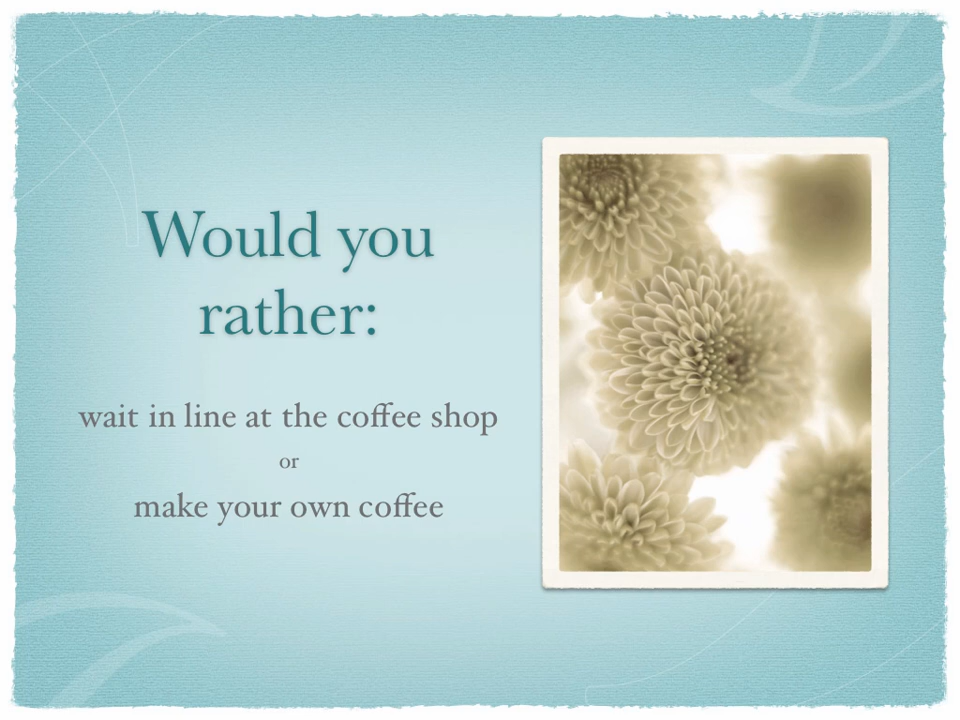 Would you
rather:
wait in line at the coffee shop
or
make your own coffee